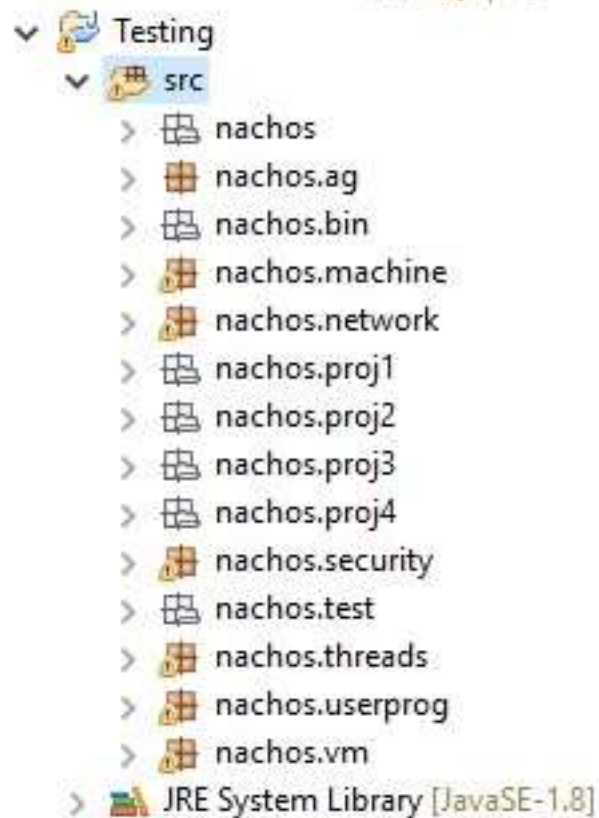 Testing
src
nachos
nachos.ag
nachos.bin
nachos.machine
nachos.network
nachos.proj1
nachos.proj2
nachos.proj3
nachos.proj4
nachos.security
nachos.test
nachos.threads
nachos.userprog
nachos.vm
JRE System Library [JavaSE-1.8]